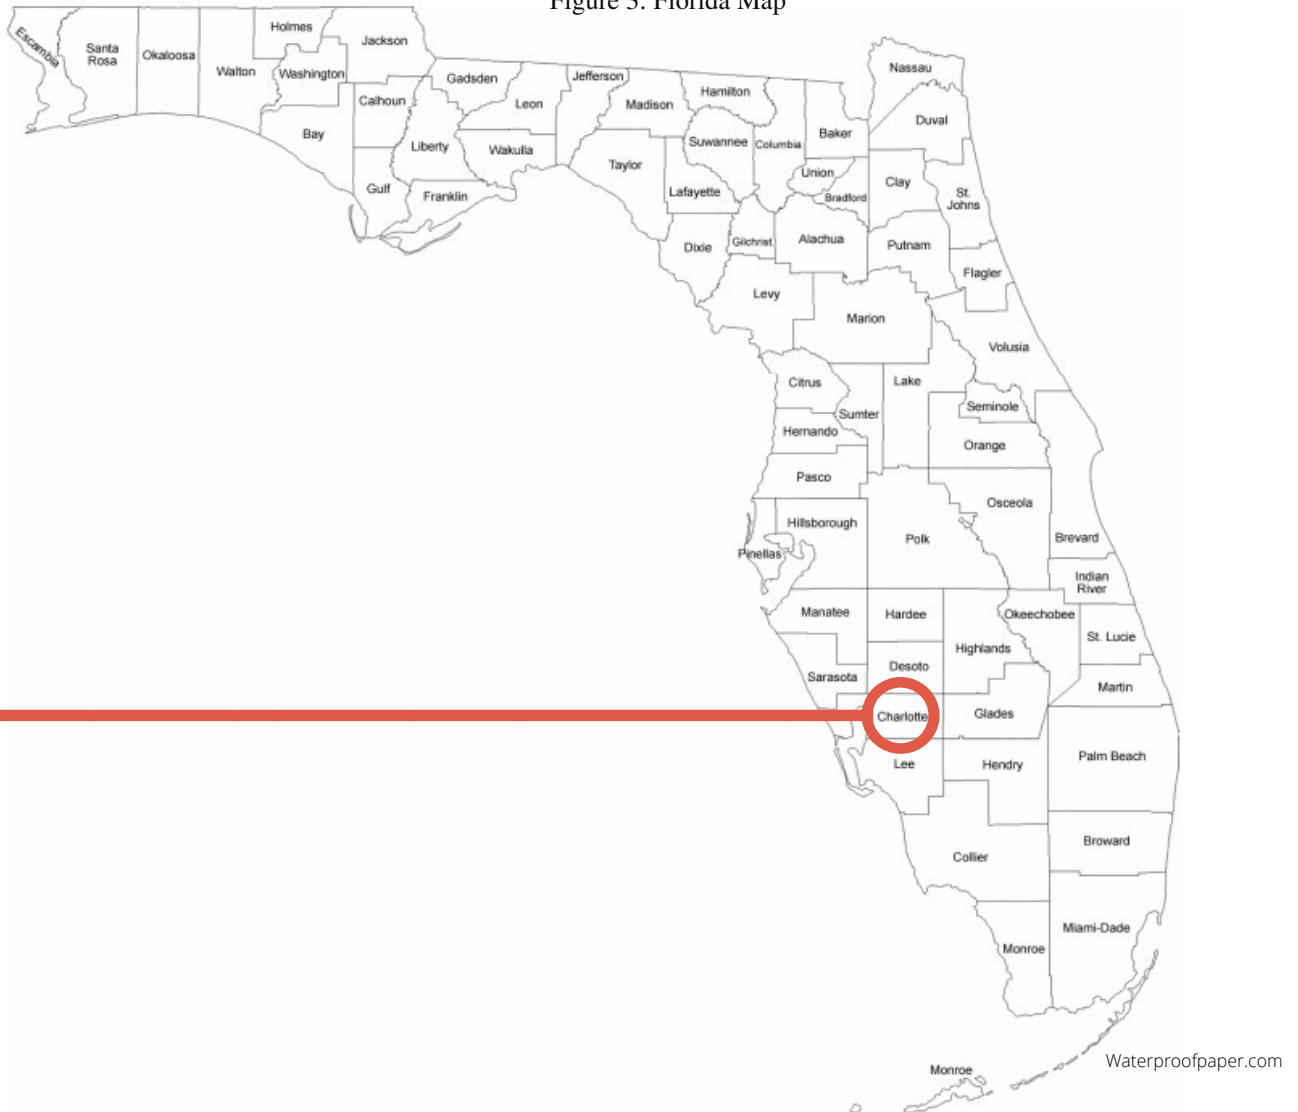 Figure 3. Florida Map
Escambia
Santa
Rosa
Okaloosa
Walton
Holmes
Washington
Jackson
Bay
Calhoun
Gulf
Liberty
Gadsden
Franklin
Leon
Wakulla
Jefferson
Madison
Taylor
Hamilton
Suwannee
Lafayette
Dixie
Columbia
Gilchrist
Baker
Union
Bradford
Alachua
Levy
Nassau
Duval
Clay
St.
Johns
Putnam
Flagler
Marion
Volusia
Citrus
Sumter
Lake
Hernando
Seminole
Orange
Pasco
Hillsborough
Pinellas
Polk
Osceola
Brevard
Indian
River
Manatee
Hardee
Highlands
Okeechobee
St. Lucie
Sarasota
Desoto
Martin
Charlotte
Glades
Lee
Hendry
Palm Beach
Collier
Broward
Monroe
Miami-Dade
Monroe
Waterproofpaper.com